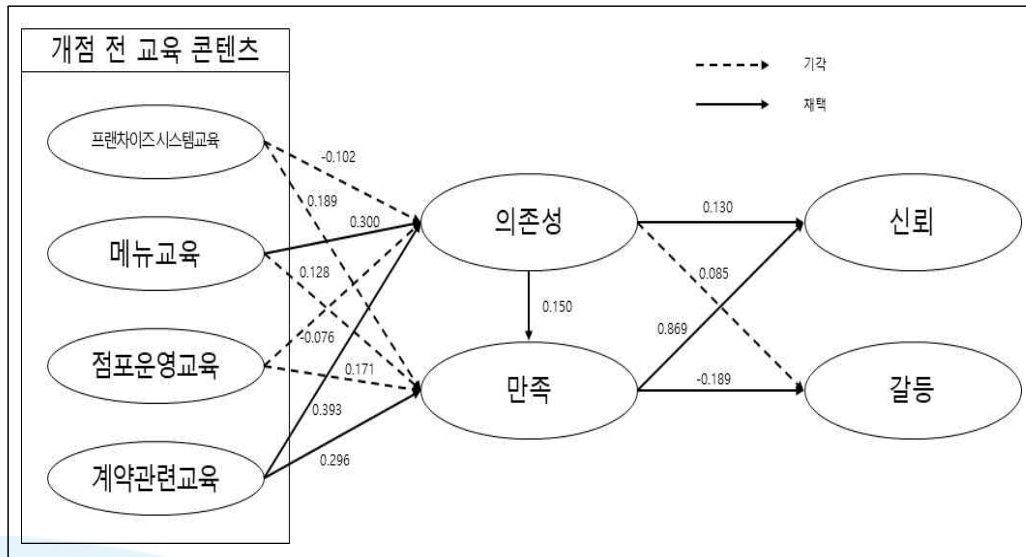 개점 전 교육 콘텐츠
기각
재택
프랜차이즈시스템교육
-0.102
0.189
의존성
0.130
신뢰
메뉴교육
0.300
0.128
0.085
0.150
점포운영교육
-0.076
0.171
만족
0.869
-0.189
갈등
계약관련교육
0.393
0.296